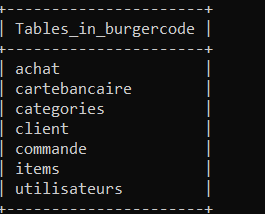 Tables_in_burgercode
achat
cartebancaire
categories
client
commande
items
utilisateurs